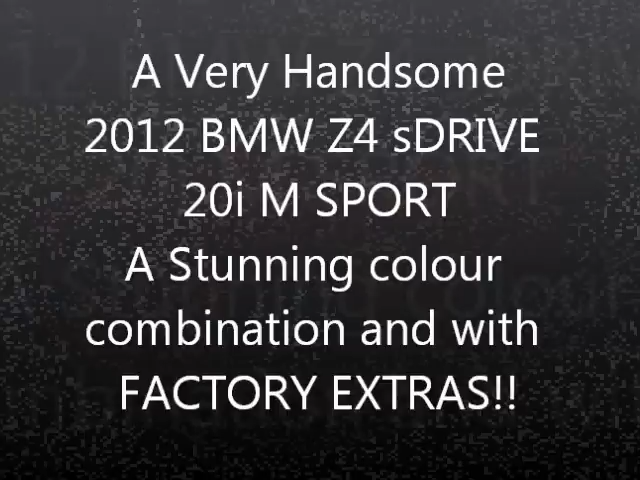 A Very Handsome
2012 BMW Z4 sDRIVE
20i M SPORT
A Stunning colour
combination and with
FACTORY EXTRAS!!